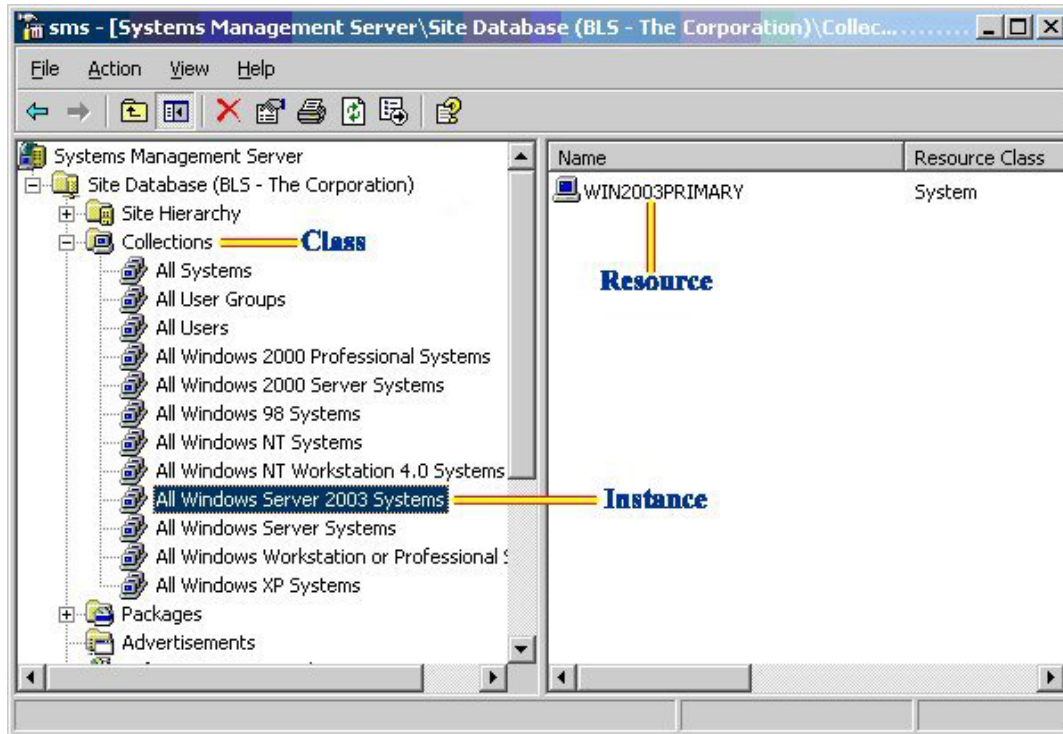 sms - [Systems Management Server\Site Database (BLS - The Corporation)\Collec...
File Action View Help
Systems Management Server
Site Database (BLS - The Corporation)
Site Hierarchy
Collections
Class
All Systems
All User Groups
All Users
All Windows 2000 Professional Systems
All Windows 2000 Server Systems
All Windows 98 Systems
All Windows NT Systems
All Windows NT Workstation 4.0 Systems
All Windows Server 2003 Systems
Instance
All Windows Server Systems
All Windows Workstation or Professional
All Windows XP Systems
Packages
Advertisements
Name Resource Class
WIN2003PRIMARY System
Resource